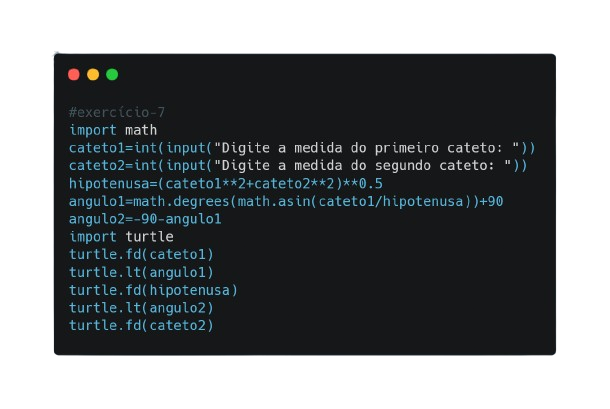 #exercício-7
import math
cateto1=int(input("Digite a medida do primeiro cateto: "))
cateto2=int(input("Digite a medida do segundo cateto: "))
hipotenusa=(cateto1**2+cateto2**2)**0.5
angulo1=math.degrees(math.asin(cateto1/hipotenusa))+90
angulo2=-90-angulo1
import turtle
turtle.fd(cateto1)
turtle.lt(angulo1)
turtle.fd(hipotenusa)
turtle.lt(angulo2)
turtle.fd(cateto2)